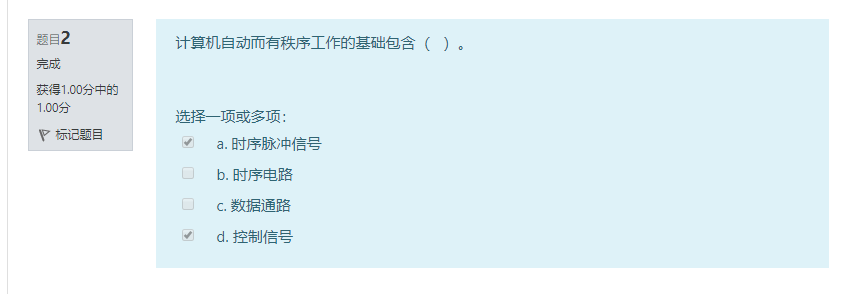 题目2
完成
获得1.00分中的
1.00分
标记题目
计算机自动而有秩序工作的基础包含（ ）。
选择一项或多项:
a. 时序脉冲信号
b. 时序电路
c. 数据通路
d. 控制信号